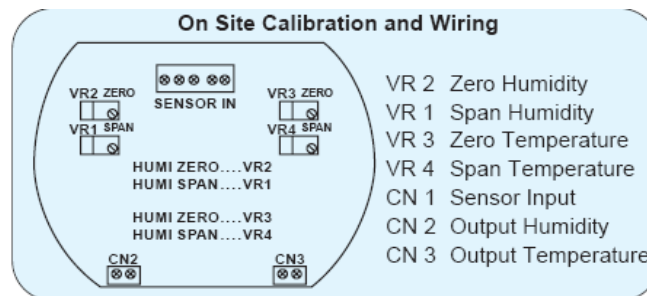 On Site Calibration and Wiring
VR2 ZERO
VR3 ZERO
SENSOR IN
VR1 SPAN
VR4 SPAN
HUMI ZERO....VR2
HUMI SPAN....VR1
HUMI ZERO....VR3
HUMI SPAN....VR4
CN2
CN3
VR 2 Zero Humidity
VR 1 Span Humidity
VR 3 Zero Temperature
VR 4 Span Temperature
CN 1 Sensor Input
CN 2 Output Humidity
CN 3 Output Temperature